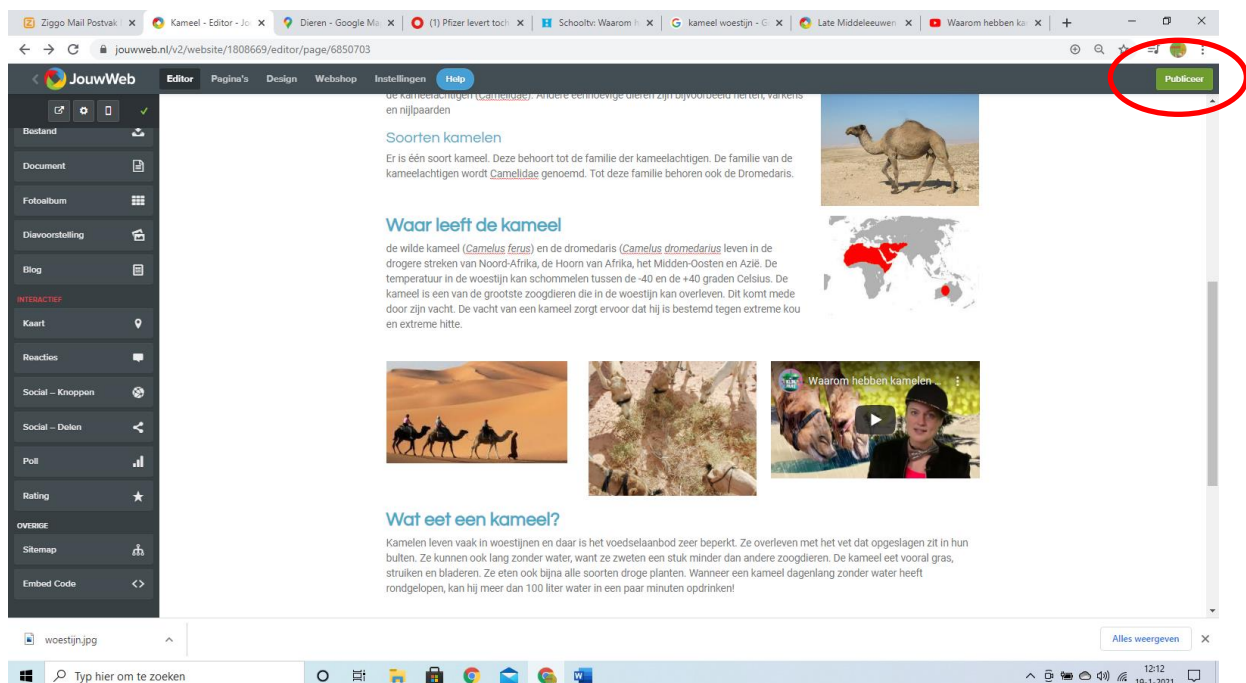 Ziggo Mail Postvak
Kameel - Editor - Jo
Dieren - Google Ma
(1) Pfizer levert toch
Schooltv: Waarom h
kameel woestijn - G
Late Middeleeuwen
Waarom hebben ka
jouwweb.nl/v2/website/1808669/editor/page/6850703
JouwWeb
Editor Pagina's Design Webshop Instellingen Help
Publiceer
Bestand
Document
Fotoalbum
Diavoorstelling
Blog
INTERACTIEF
Kaart
Reacties
Social – Knoppen
Social – Delen
Poll
Rating
OVERIGE
Sitemap
Embed Code
de kameelachtigen (Camelidae). Andere eenhoevige dieren zijn bijvoorbeeld herten, varkens
en nijlpaarden
Soorten kamelen
Er is één soort kameel. Deze behoort tot de familie der kameelachtigen. De familie van de
kameelachtigen wordt Camelidae genoemd. Tot deze familie behoren ook de Dromedaris.
Waar leeft de kameel
de wilde kameel (Camelus ferus) en de dromedaris (Camelus dromedarius leven in de
drogere streken van Noord-Afrika, de Hoorn van Afrika, het Midden-Oosten en Azië. De
temperatuur in de woestijn kan schommelen tussen de -40 en de +40 graden Celsius. De
kameel is een van de grootste zoogdieren die in de woestijn kan overleven. Dit komt mede
door zijn vacht. De vacht van een kameel zorgt ervoor dat hij is bestemd tegen extreme kou
en extreme hitte.
Waarom hebben kamelen ...
Wat eet een kameel?
Kamelen leven vaak in woestijnen en daar is het voedselaanbod zeer beperkt. Ze overleven met het vet dat opgeslagen zit in hun
bulten. Ze kunnen ook lang zonder water, want ze zweten een stuk minder dan andere zoogdieren. De kameel eet vooral gras,
struiken en bladeren. Ze eten ook bijna alle soorten droge planten. Wanneer een kameel dagenlang zonder water heeft
rondgelopen, kan hij meer dan 100 liter water in een paar minuten opdrinken!
woestijn.jpg
Alles weergeven
Typ hier om te zoeken
12:12
19-1-2021